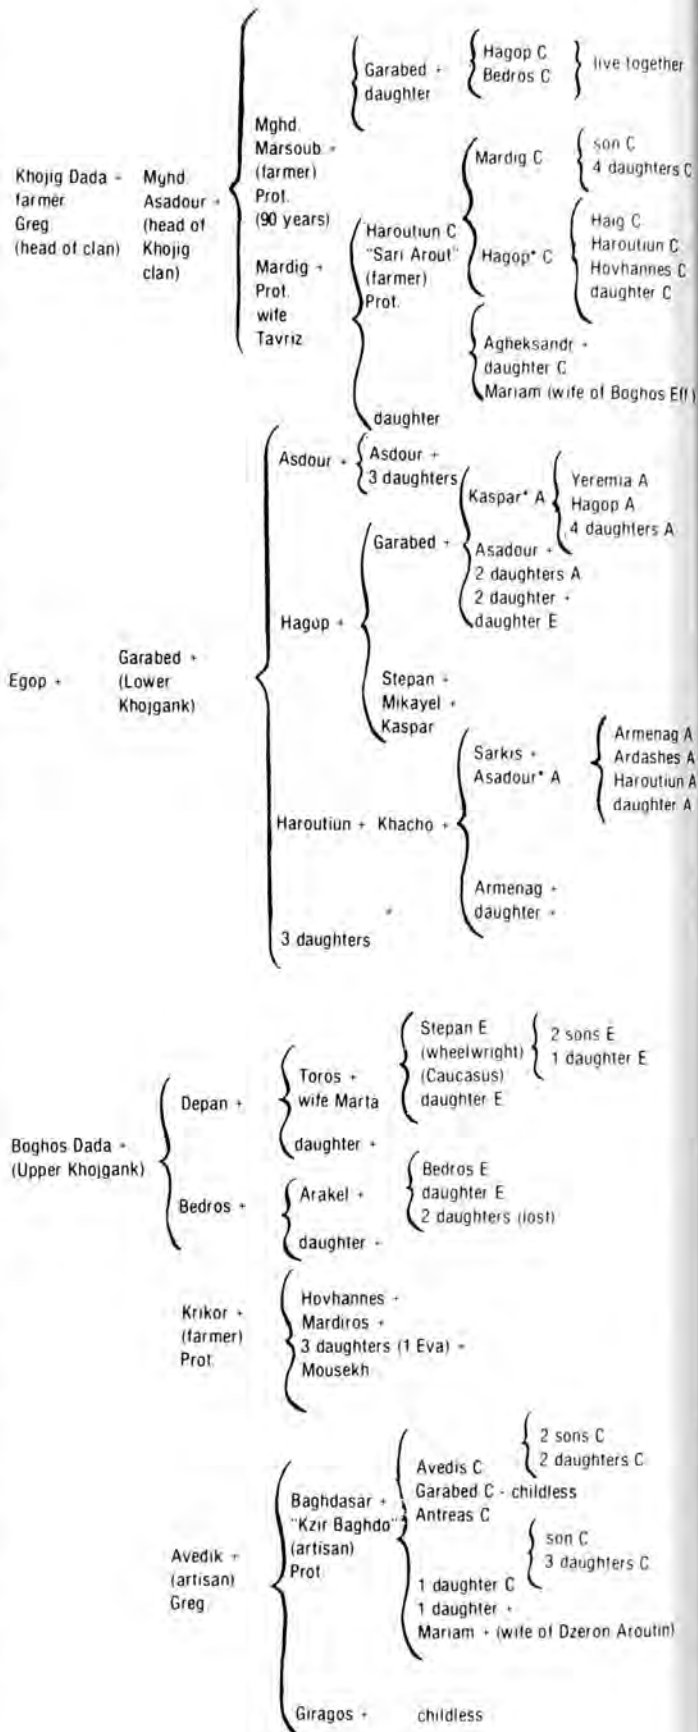 Khojig Dada +
farmer
Greg
(head of clan)
Mghd.
Asadour +
(head of
Khojig
clan)
Mghd.
Marsoub +
(farmer)
Prot.
(90 years)
Mardig +
Prot.
wife
Tavriz
Garabed +
daughter
Hagop C
Bedros C
live together
Haroutiun C
"Sari Arout"
(farmer)
Prot.
daughter
Mardig C
son C
4 daughters C
Hagop* C
Haig C
Haroutiun C
Hovhannes C
daughter C
Agheksandr +
daughter C
Mariam (wife of Boghos Eff)
Egop +
Garabed +
(Lower
Khojgank)
Asdour +
Asdour +
3 daughters
Hagop +
Garabed +
Kaspar* A
Yeremia A
Hagop A
4 daughters A
Asadour +
2 daughters A
2 daughter +
daughter E
Stepan +
Mikayel +
Kaspar
Haroutiun +
Khacho +
Sarkis +
Asadour* A
Armenag A
Ardashes A
Haroutiun A
daughter A
Armenag +
daughter +
3 daughters
Boghos Dada +
(Upper Khojgank)
Depan +
Toros +
wife Marta
daughter +
Stepan E
(wheelwright)
(Caucasus)
daughter E
2 sons E
1 daughter E
Bedros +
Arakel +
daughter +
Bedros E
daughter E
2 daughters (lost)
Krikor +
(farmer)
Prot.
Hovhannes +
Mardiros +
3 daughters (1 Eva) +
Mousekh
Avedik +
(artisan)
Greg
Baghdasar +
"Kzir Baghdo"
(artisan)
Prot.
Avedis C
Garabed C - childless
Antreas C
2 sons C
2 daughters C
son C
3 daughters C
1 daughter C
1 daughter +
Mariam + (wife of Dzeron Aroutin)
Giragos +
childless